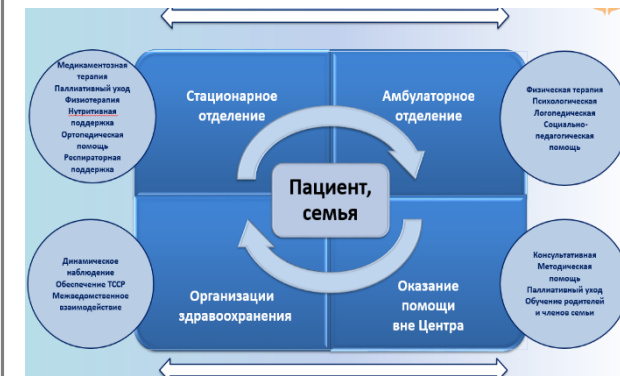 Медикаментозная
терапия
Паллиативный уход
Физиотерапия
Нутритивная
поддержка
Ортопедическая
помощь
Респираторная
поддержка
Стационарное
отделение
Амбулаторное
отделение
Физическая терапия
Психологическая
Логопедическая
Социально-
педагогическая
помощь
Пациент,
семья
Динамическое
наблюдение
Обеспечение ТССР
Межведомственное
взаимодействие
Организации
здравоохранения
Оказание
помощи
вне Центра
Консультативная
Методическая
помощь
Паллиативный уход
Обучение родителей
и членов семьи